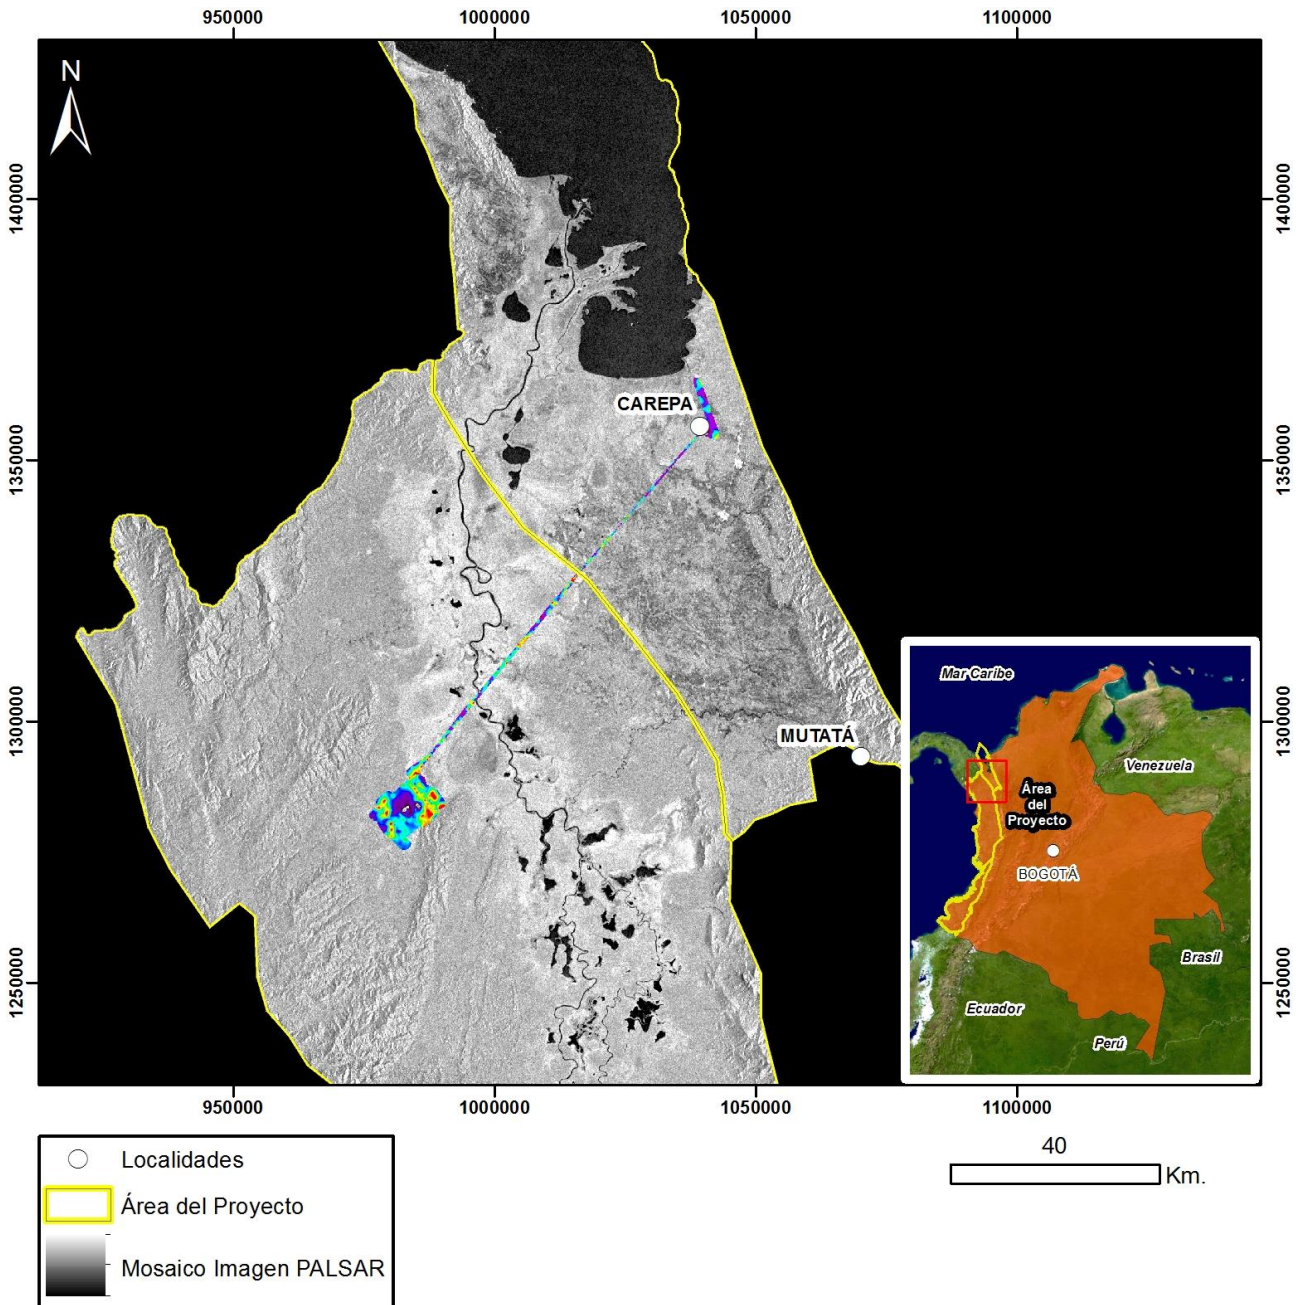 950000 1000000 1050000 1100000
N
1400000 1400000
CAREPA
1350000 1350000
1300000 1300000
MUTATÁ
Mar Caribe
Venezuela
Área
del
Proyecto
BOGOTÁ
Brasil
Ecuador
Perú
1250000 1250000
950000 1000000 1050000 1100000
Localidades
Área del Proyecto
Mosaico Imagen PALSAR
40
Km.